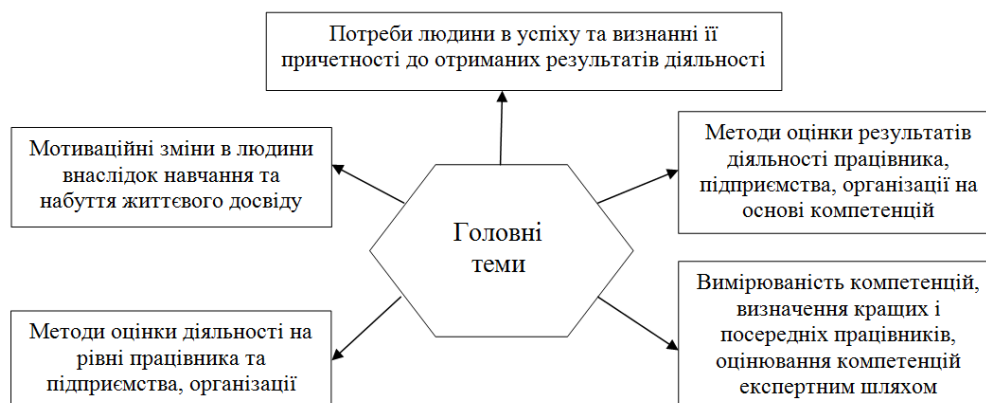 Потреби людини в успіху та визнанні її
причетності до отриманих результатів діяльності
Мотиваційні зміни в людини
внаслідок навчання та
набуття життєвого досвіду
Методи оцінки результатів
діяльності працівника,
підприємства, організації на
основі компетенцій
Головні
теми
Методи оцінки діяльності на
рівні працівника та
підприємства, організації
Вимірюваність компетенцій,
визначення кращих і
посередніх працівників,
оцінювання компетенцій
експертним шляхом